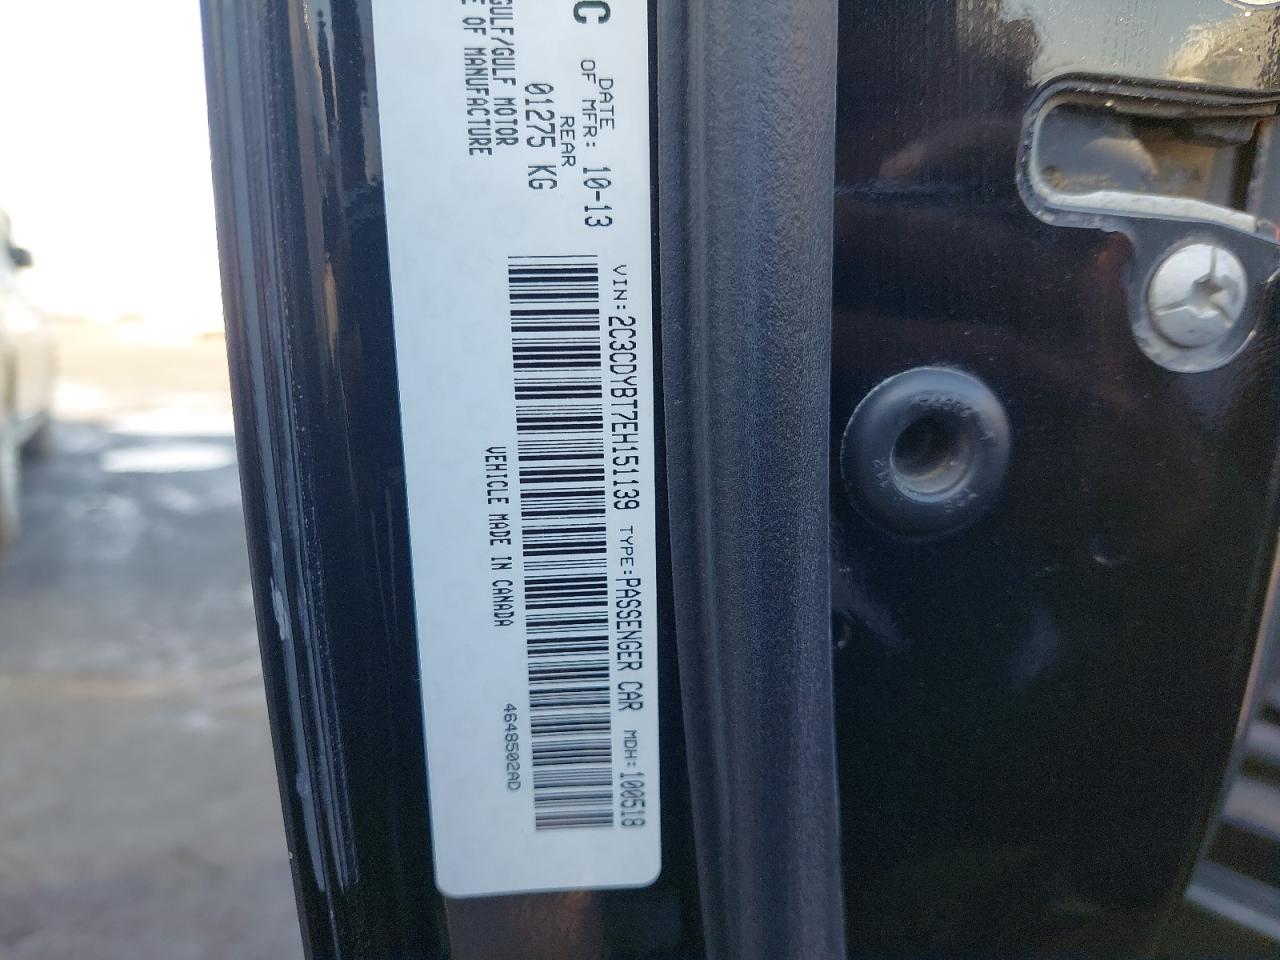 C
DATE
OF MFR: 10-13
REAR
01275 KG
GULF/GULF MOTOR
E OF MANUFACTURE
VIN: 2C3CDYBT7EH151139 TYPE: PASSENGER CAR MDH: 100518
VEHICLE MADE IN CANADA
4648502AD